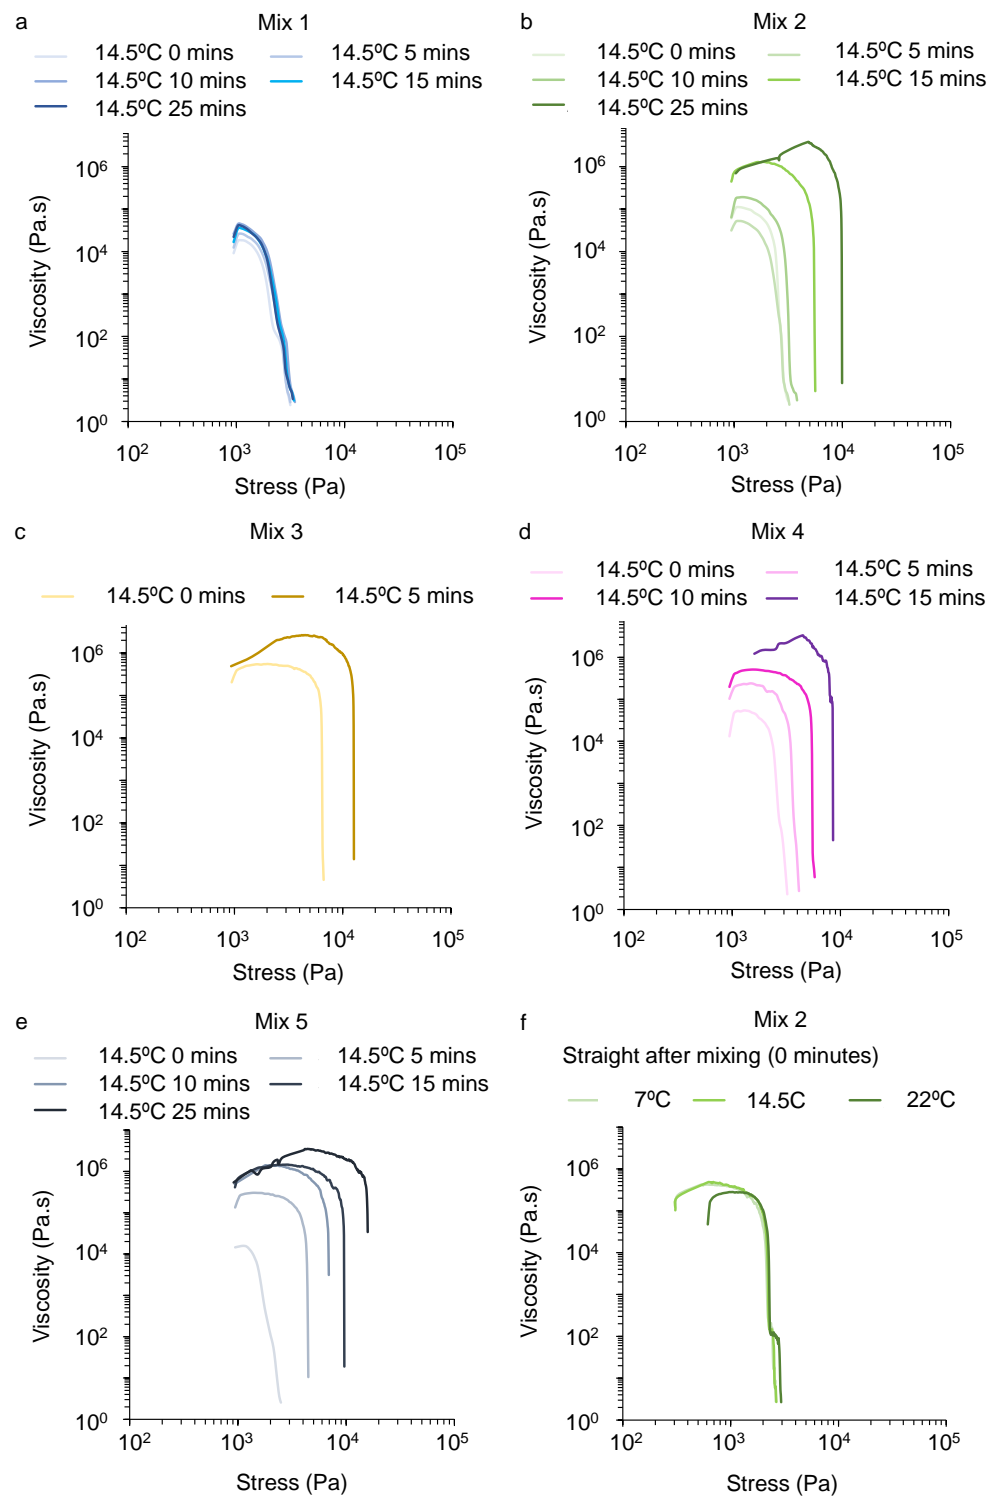 a
Mix 1
14.5ºC 0 mins
14.5ºC 5 mins
14.5ºC 10 mins
14.5ºC 15 mins
14.5ºC 25 mins
Viscosity (Pa.s)
10⁶
10⁴
10²
10⁰
10² 10³ 10⁴ 10⁵
Stress (Pa)
b
Mix 2
14.5ºC 0 mins
14.5ºC 5 mins
14.5ºC 10 mins
14.5ºC 15 mins
14.5ºC 25 mins
Viscosity (Pa.s)
10⁶
10⁴
10²
10⁰
10² 10³ 10⁴ 10⁵
Stress (Pa)
c
Mix 3
14.5ºC 0 mins
14.5ºC 5 mins
Viscosity (Pa.s)
10⁶
10⁴
10²
10⁰
10² 10³ 10⁴ 10⁵
Stress (Pa)
d
Mix 4
14.5ºC 0 mins
14.5ºC 5 mins
14.5ºC 10 mins
14.5ºC 15 mins
Viscosity (Pa.s)
10⁶
10⁴
10²
10⁰
10² 10³ 10⁴ 10⁵
Stress (Pa)
e
Mix 5
14.5ºC 0 mins
14.5ºC 5 mins
14.5ºC 10 mins
14.5ºC 15 mins
14.5ºC 25 mins
Viscosity (Pa.s)
10⁶
10⁴
10²
10⁰
10² 10³ 10⁴ 10⁵
Stress (Pa)
f
Mix 2
Straight after mixing (0 minutes)
7ºC
14.5C
22ºC
Viscosity (Pa.s)
10⁶
10⁴
10²
10⁰
10² 10³ 10⁴ 10⁵
Stress (Pa)